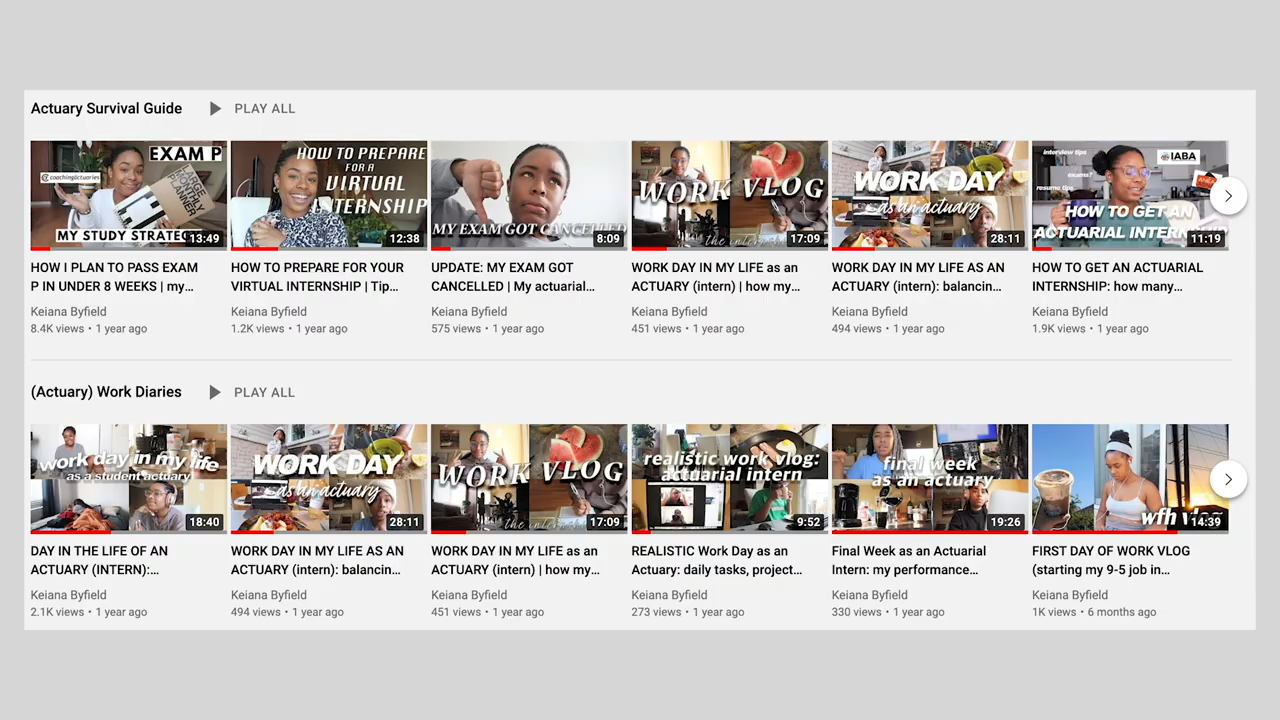 Actuary Survival Guide PLAY ALL
EXAM P
coachingactuaries
MY STUDY STRATEG
13:49
HOW TO PREPARE
FOR A
VIRTUAL
INTERNSHIP
12:38
MY EXAM GOT CANCELLED
8:09
WORK VLOG
the intern
17:09
WORK DAY
as an actuary
28:11
interview tips
IABA
exams?
resume tips
HOW TO GET AN
ACTUARIAL INTERNSHIP
11:19
HOW I PLAN TO PASS EXAM
P IN UNDER 8 WEEKS | my...
Keiana Byfield
8.4K views • 1 year ago
HOW TO PREPARE FOR YOUR
VIRTUAL INTERNSHIP | Tip...
Keiana Byfield
1.2K views • 1 year ago
UPDATE: MY EXAM GOT
CANCELLED | My actuarial...
Keiana Byfield
575 views • 1 year ago
WORK DAY IN MY LIFE as an
ACTUARY (intern) | how my...
Keiana Byfield
451 views • 1 year ago
WORK DAY IN MY LIFE AS AN
ACTUARY (intern): balancin...
Keiana Byfield
494 views • 1 year ago
HOW TO GET AN ACTUARIAL
INTERNSHIP: how many...
Keiana Byfield
1.9K views • 1 year ago
(Actuary) Work Diaries PLAY ALL
work day in my life
as a student actuary
18:40
WORK DAY
as an actuary
28:11
WORK VLOG
the intern
17:09
realistic work vlog:
actuarial intern
9:52
final week
as an actuary
19:26
wfh vlog
14:39
DAY IN THE LIFE OF AN
ACTUARY (INTERN):...
Keiana Byfield
2.1K views • 1 year ago
WORK DAY IN MY LIFE AS AN
ACTUARY (intern): balancin...
Keiana Byfield
494 views • 1 year ago
WORK DAY IN MY LIFE as an
ACTUARY (intern) | how my...
Keiana Byfield
451 views • 1 year ago
REALISTIC Work Day as an
Actuary: daily tasks, project...
Keiana Byfield
273 views • 1 year ago
Final Week as an Actuarial
Intern: my performance...
Keiana Byfield
330 views • 1 year ago
FIRST DAY OF WORK VLOG
(starting my 9-5 job in...
Keiana Byfield
1K views • 6 months ago